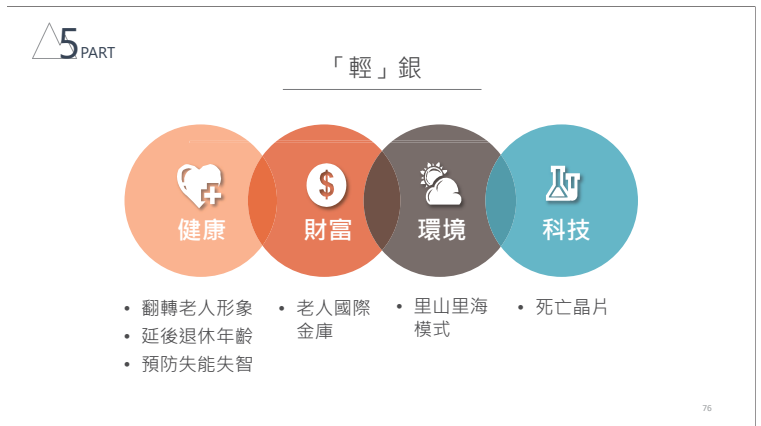 5 PART
「輕」銀
健康
財富
環境
科技
• 翻轉老人形象
• 延後退休年齡
• 預防失能失智
• 老人國際
金庫
• 里山里海
模式
• 死亡晶片
76